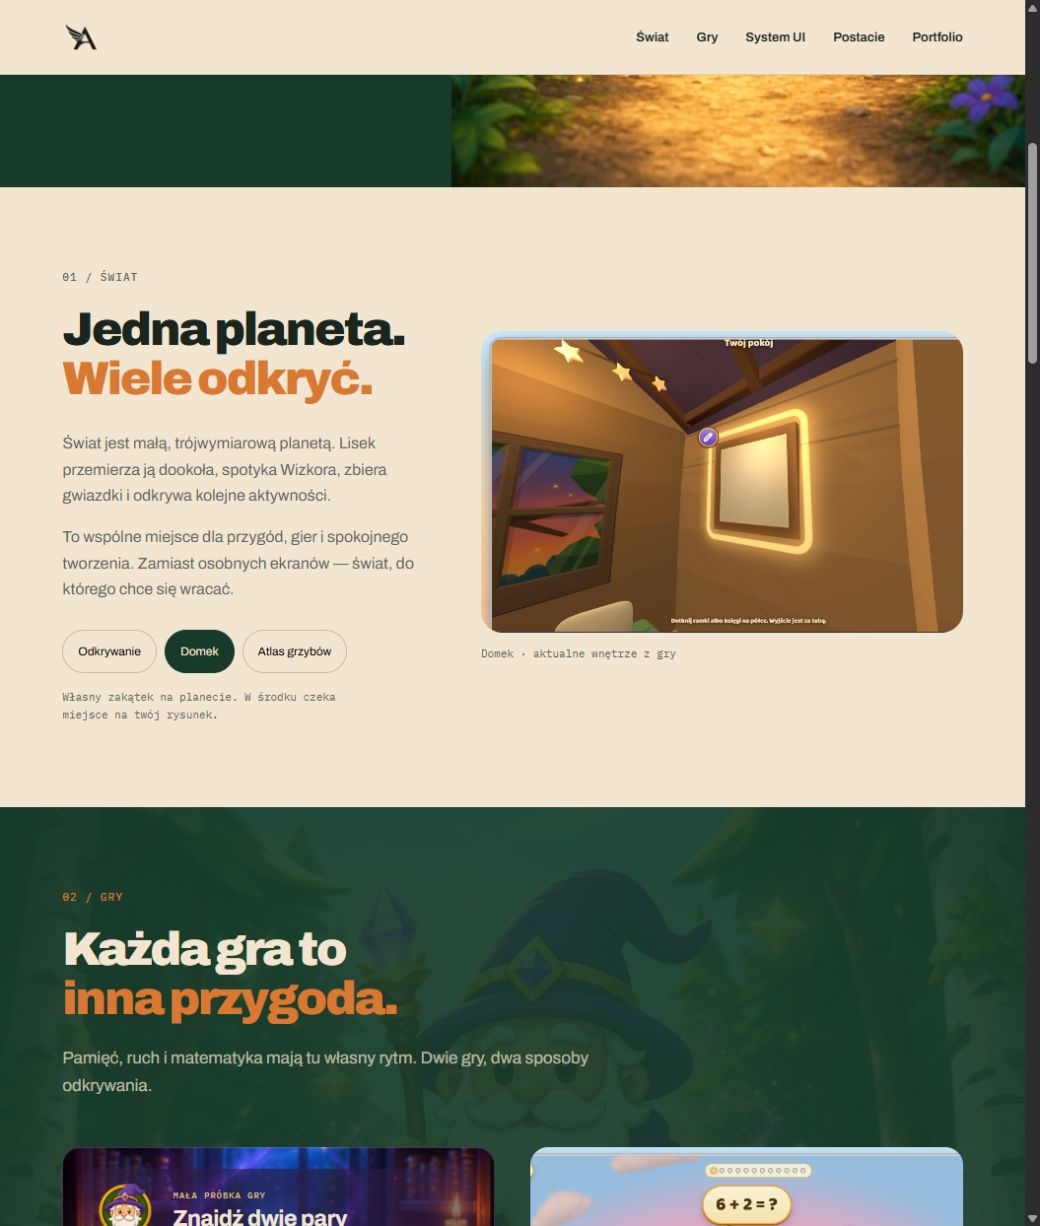 Świat
Gry
System UI
Postacie
Portfolio
01 / ŚWIAT
Jedna planeta.
Wiele odkryć.
Świat jest małą, trójwymiarową planetą. Lisek
przemierza ją dookoła, spotyka Wizkora, zbiera
gwiazdki i odkrywa kolejne aktywności.
To wspólne miejsce dla przygód, gier i spokojnego
tworzenia. Zamiast osobnych ekranów — świat, do
którego chce się wracać.
Odkrywanie
Domek
Atlas grzybów
Własny zakątek na planecie. W środku czeka
miejsce na twój rysunek.
Twój pokój
Dotknij ramki albo księgi na półce. Wyjście jest za tobą.
Domek · aktualne wnętrze z gry
02 / GRY
Każda gra to
inna przygoda.
Pamięć, ruch i matematyka mają tu własny rytm. Dwie gry, dwa sposoby
odkrywania.
MAŁA PRÓBKA GRY
Znajdź dwie pary
6 + 2 = ?